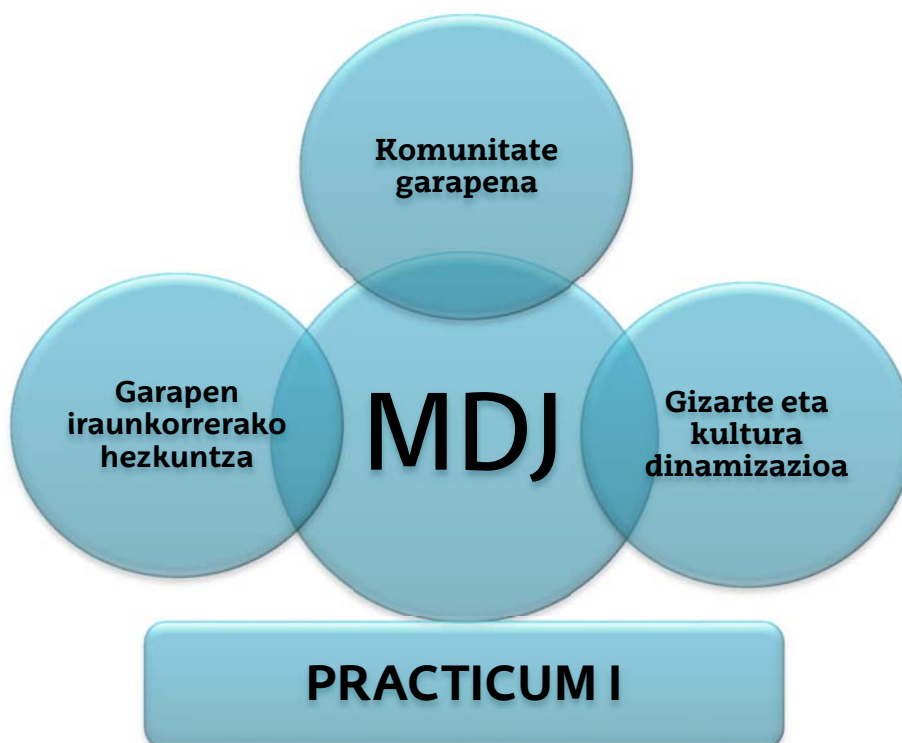 Komunitate
garapena
Garapen
iraunkorrerako
hezkuntza
MDJ
Gizarte eta
kultura
dinamizazioa
PRACTICUM I